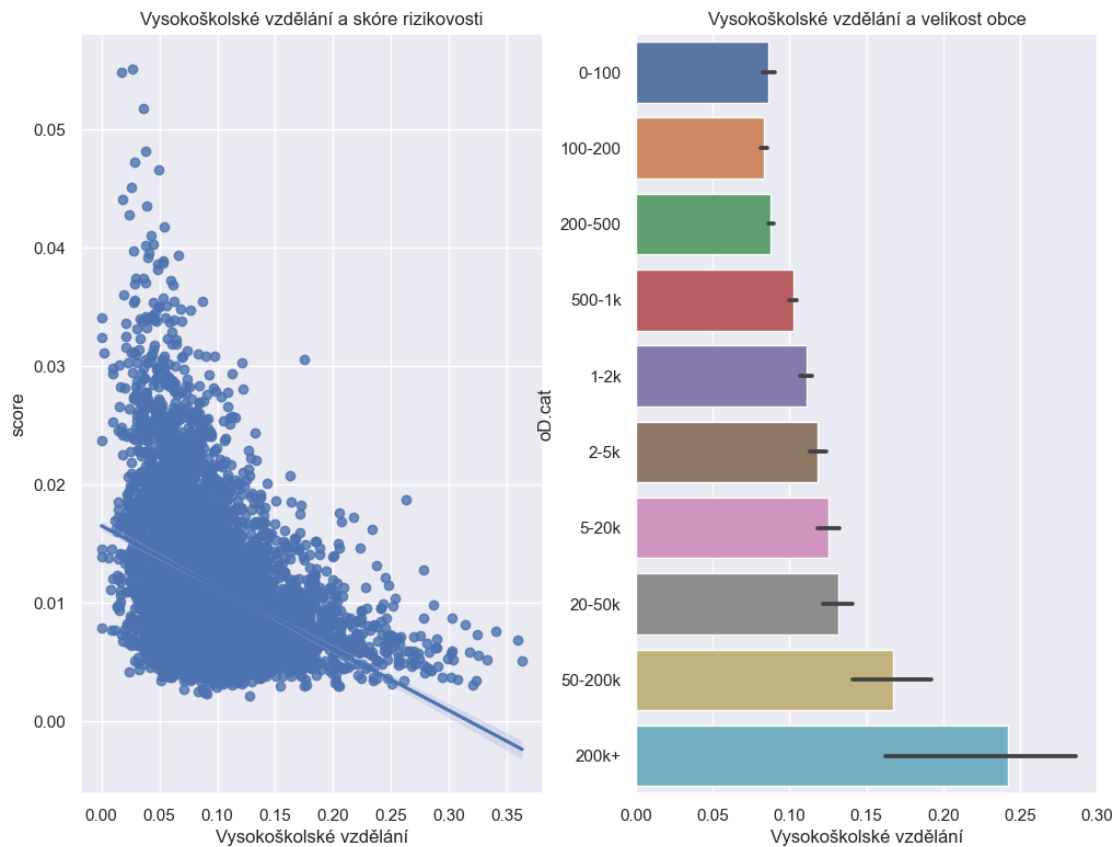 Vysokoškolské vzdělání a skóre rizikovosti
score
0.05
0.04
0.03
0.02
0.01
0.00
0.00 0.05 0.10 0.15 0.20 0.25 0.30 0.35
Vysokoškolské vzdělání
Vysokoškolské vzdělání a velikost obce
oD.cat
0-100
100-200
200-500
500-1k
1-2k
2-5k
5-20k
20-50k
50-200k
200k+
0.00 0.05 0.10 0.15 0.20 0.25 0.30
Vysokoškolské vzdělání